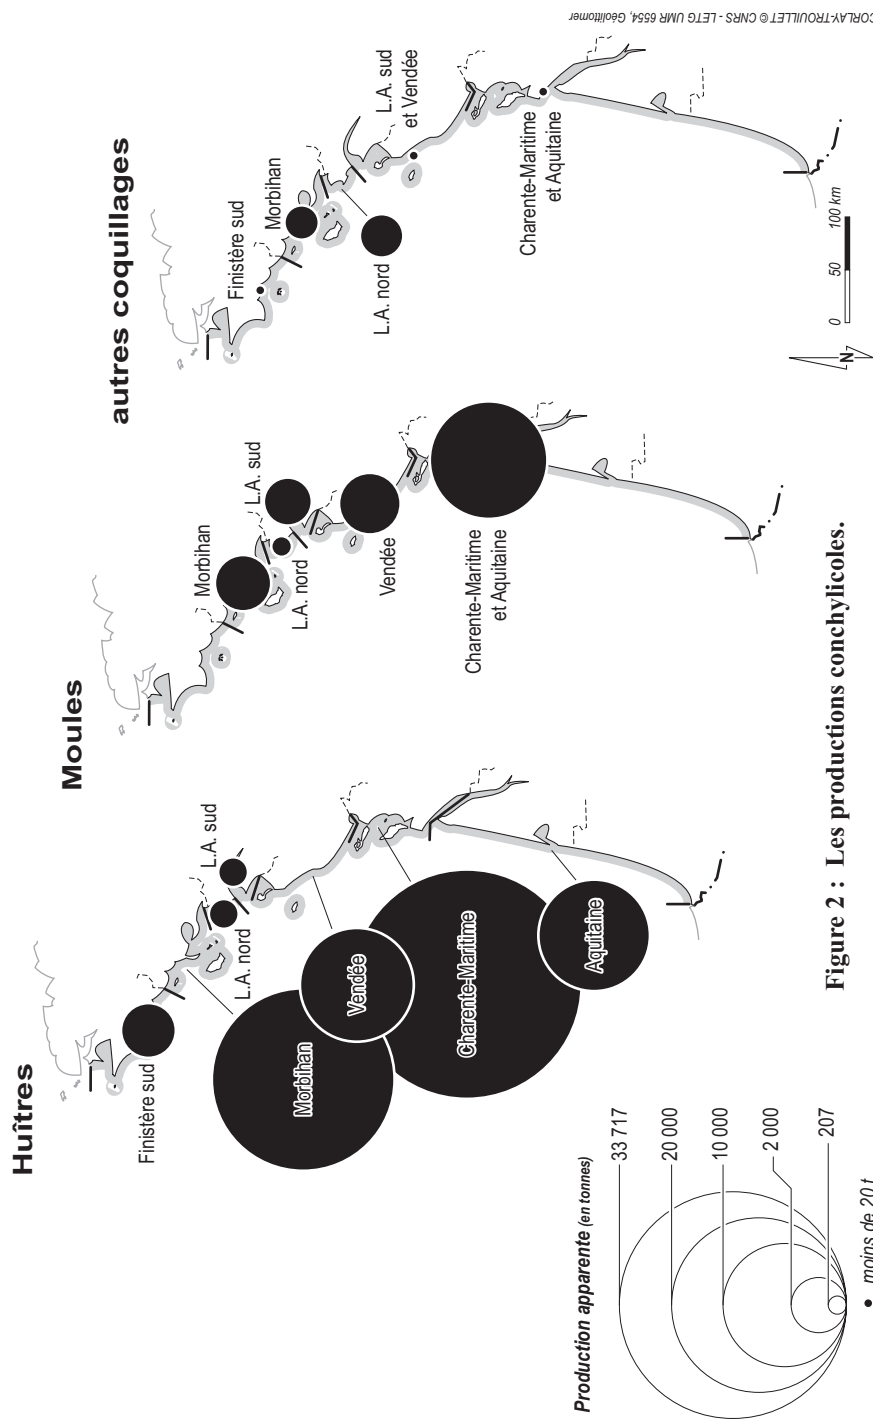 Huîtres
Finistère sud
L.A. nord
L.A. sud
Morbihan
Vendée
Charente-Maritime
Aquitaine
Moules
Morbihan
L.A. nord
L.A. sud
Vendée
Charente-Maritime
et Aquitaine
autres coquillages
Finistère sud
Morbihan
L.A. nord
L.A. sud
et Vendée
Charente-Maritime
et Aquitaine
Production apparente (en tonnes)
33 717
20 000
10 000
2 000
207
moins de 20 t
N
0 50 100 km
CORLAY-TROUILLET © CNRS - LETG UMR 6554, Géolittomer
Figure 2 : Les productions conchylicoles.